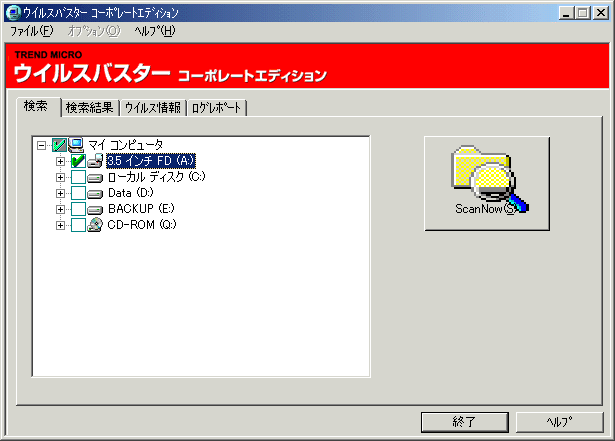 ウイルスバスター コーポレートエディション
ファイル(F) オプション(O) ヘルプ(H)
TREND MICRO
ウイルスバスター コーポレートエディション
検索 検索結果 ウイルス情報 ログレポート
マイ コンピュータ
3.5 インチ FD (A:)
ローカル ディスク (C:)
Data (D:)
BACKUP (E:)
CD-ROM (Q:)
ScanNow(S)
終了 ヘルプ